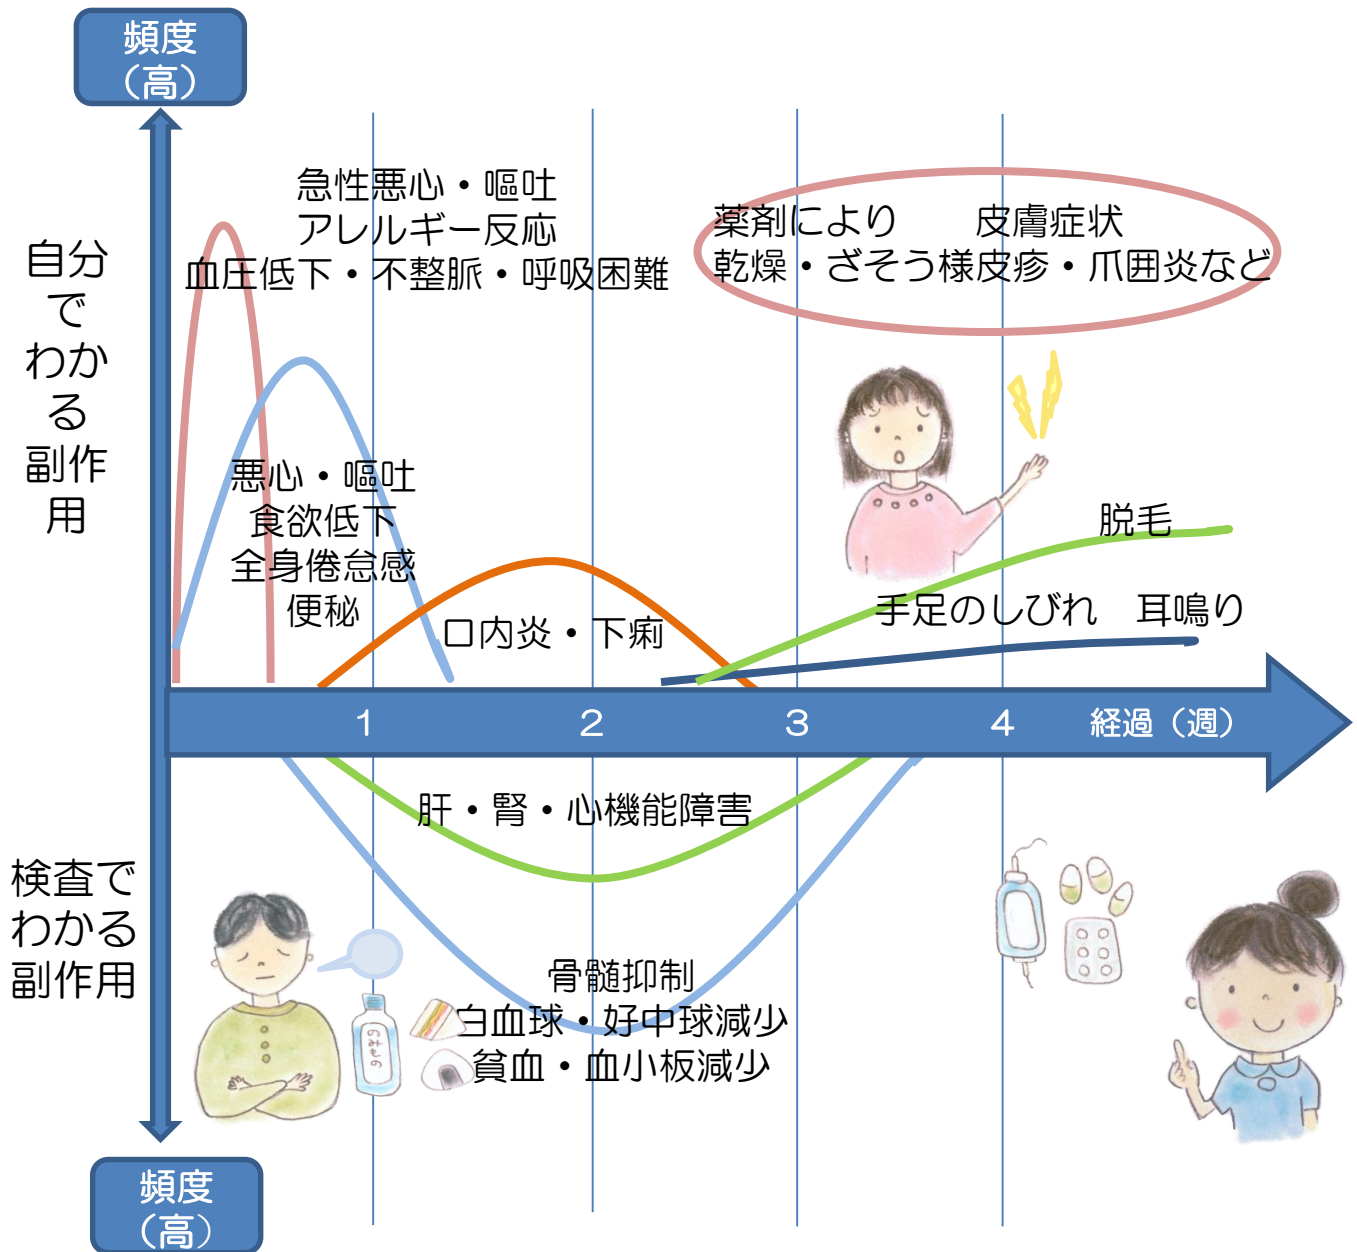 頻度
(高)
自分
で
わか
る
副作
用
急性悪心・嘔吐
アレルギー反応
血圧低下・不整脈・呼吸困難
薬剤により　　皮膚症状
乾燥・ざそう様皮疹・爪囲炎など
悪心・嘔吐
食欲低下
全身倦怠感
便秘
口内炎・下痢
脱毛
手足のしびれ　耳鳴り
1　2　3　4　経過（週）
肝・腎・心機能障害
検査で
わかる
副作用
骨髄抑制
白血球・好中球減少
貧血・血小板減少
のみもの
頻度
(高)